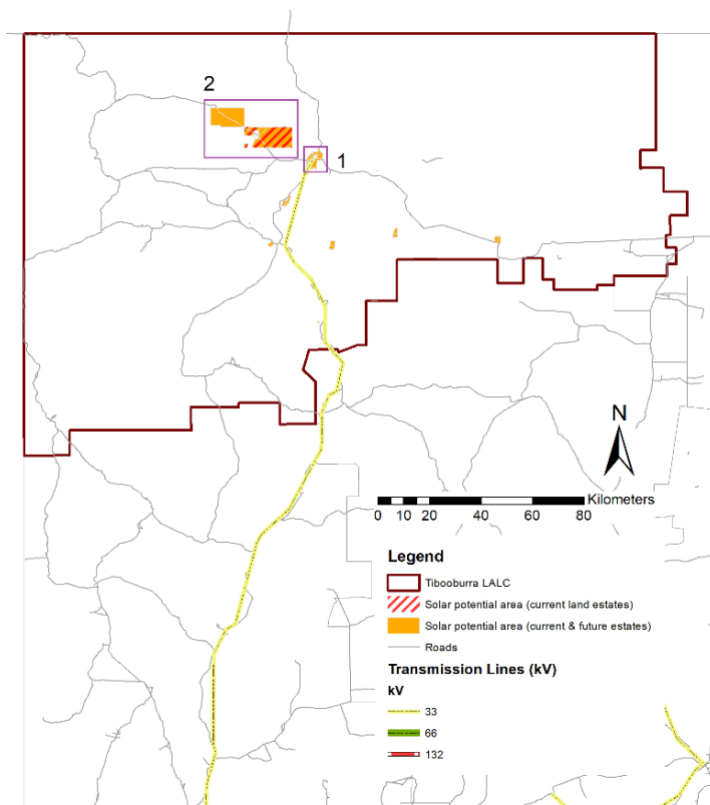 2
1
N
Kilometers
0 10 20 40 60 80
Legend
Tibooburra LALC
Solar potential area (current land estates)
Solar potential area (current & future estates)
Roads
Transmission Lines (kV)
kV
33
66
132